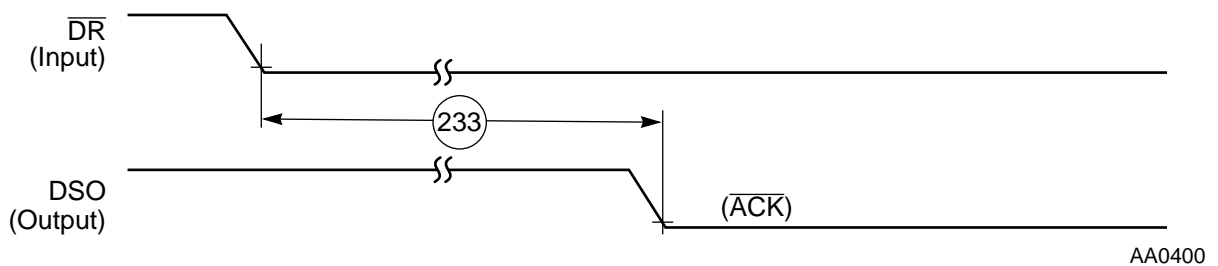 DR
(Input)
233
DSO
(Output)
(ACK)
AA0400